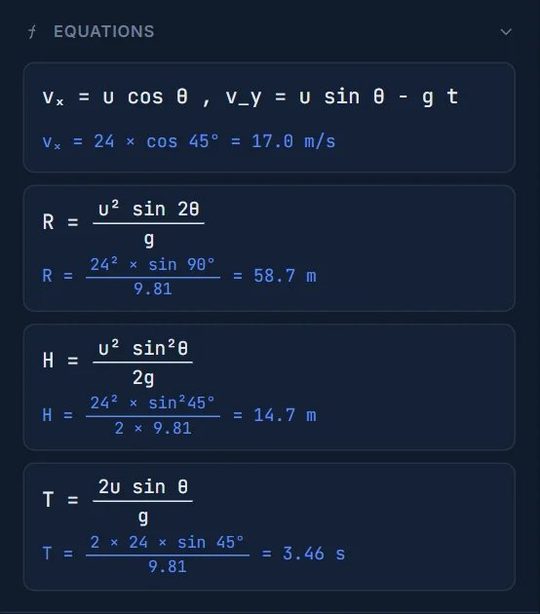 f EQUATIONS
vₓ = u cos θ , v_y = u sin θ - g t
vₓ = 24 × cos 45° = 17.0 m/s
R = u² sin 2θ / g
R = 24² × sin 90° / 9.81 = 58.7 m
H = u² sin²θ / 2g
H = 24² × sin²45° / 2 × 9.81 = 14.7 m
T = 2u sin θ / g
T = 2 × 24 × sin 45° / 9.81 = 3.46 s